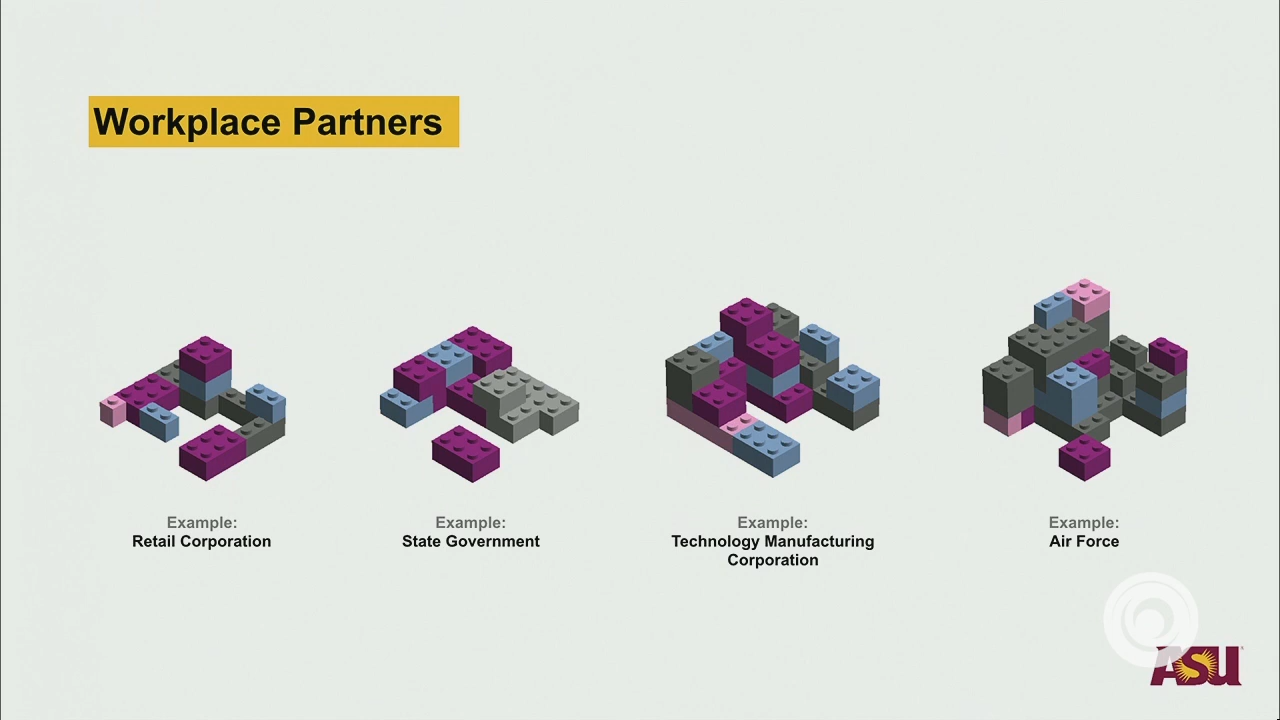 Workplace Partners
Example:
Retail Corporation
Example:
State Government
Example:
Technology Manufacturing
Corporation
Example:
Air Force
ASU